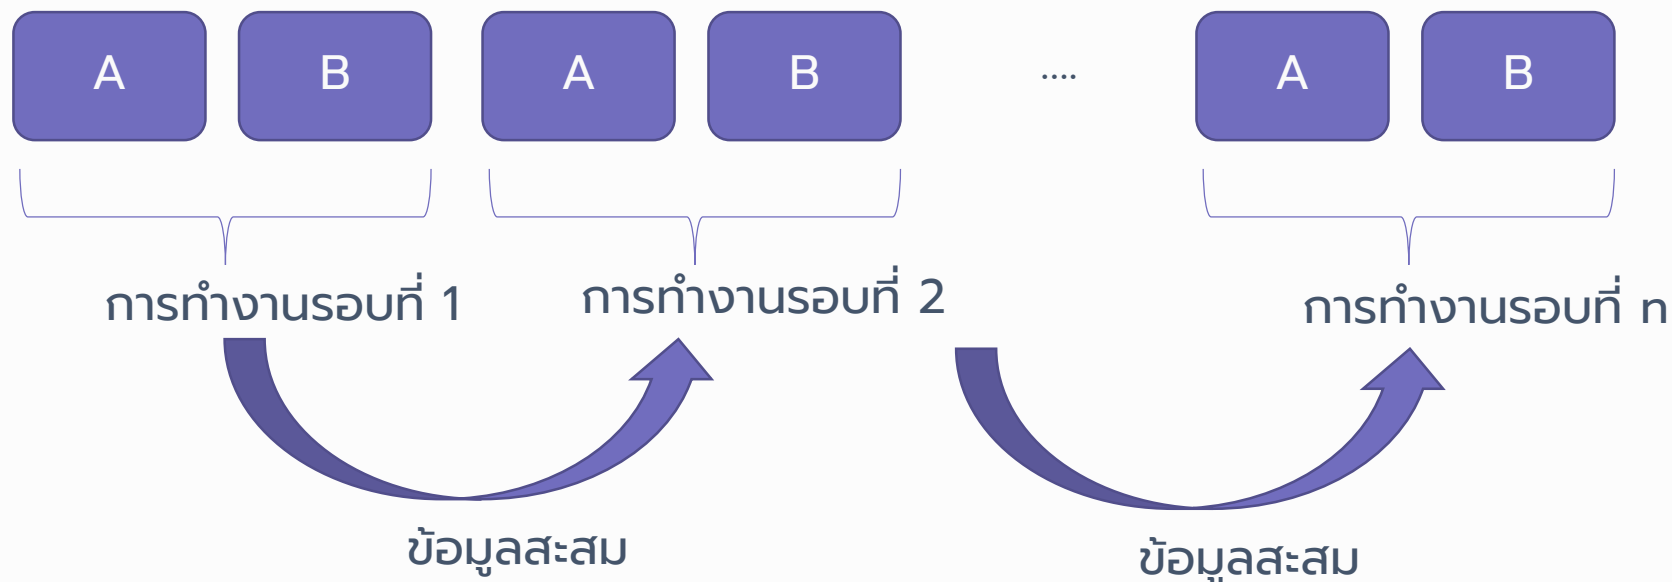 A B A B .... A B
การทำงานรอบที่ 1 การทำงานรอบที่ 2 การทำงานรอบที่ n
ข้อมูลสะสม ข้อมูลสะสม